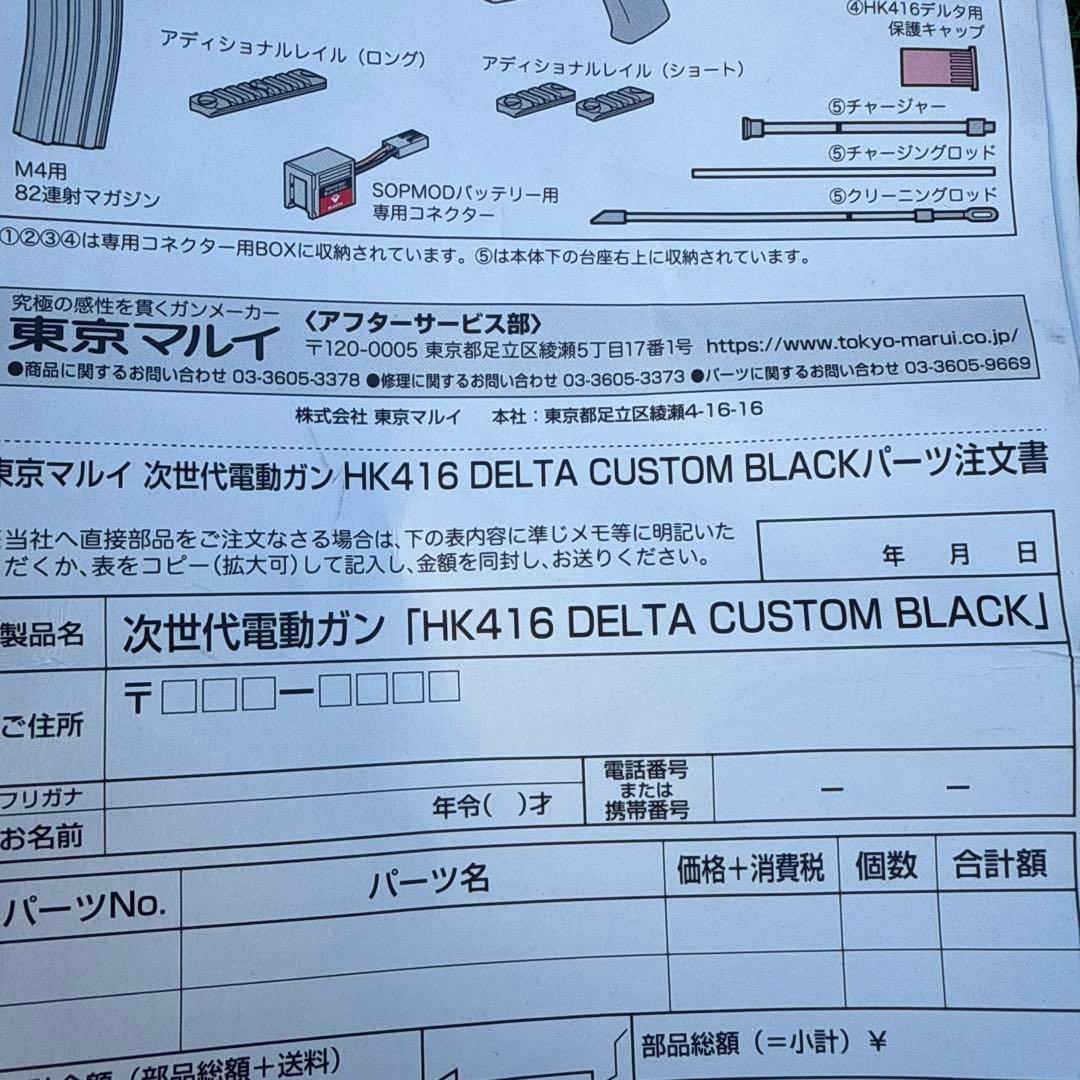 ④HK416デルタ用
保護キャップ
アディショナルレイル（ロング）
アディショナルレイル（ショート）
⑤チャージャー
⑤チャージングロッド
⑤クリーニングロッド
M4用
82連射マガジン
SOPMODバッテリー用
専用コネクター
①②③④は専用コネクター用BOXに収納されています。⑤は本体下の台座右上に収納されています。
究極の感性を貫くガンメーカー
東京マルイ 〈アフターサービス部〉
〒120-0005 東京都足立区綾瀬5丁目17番1号 https://www.tokyo-marui.co.jp/
●商品に関するお問い合わせ 03-3605-3378 ●修理に関するお問い合わせ 03-3605-3373 ●パーツに関するお問い合わせ 03-3605-9669
株式会社 東京マルイ 本社：東京都足立区綾瀬4-16-16
東京マルイ 次世代電動ガン HK416 DELTA CUSTOM BLACKパーツ注文書
当社へ直接部品をご注文なさる場合は、下の表内容に準じメモ等に明記いた
だくか、表をコピー（拡大可）して記入し、金額を同封し、お送りください。
年 月 日
製品名 次世代電動ガン「HK416 DELTA CUSTOM BLACK」
ご住所 〒□□□ー□□□□
フリガナ
お名前 年令( )才
電話番号
または
携帯番号
ー ー
パーツNo. パーツ名 価格＋消費税 個数 合計額
（部品総額＋送料）
部品総額（＝小計）￥